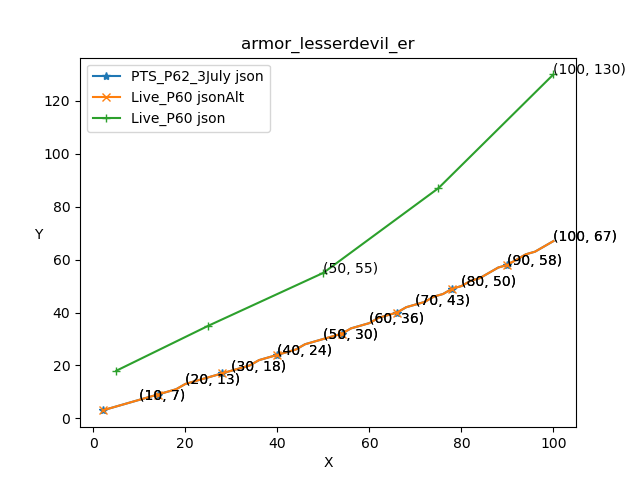 armor_lesserdevil_er
PTS_P62_3July json
Live_P60 jsonAlt
Live_P60 json
(100, 130)
(50, 55)
(100, 67)
(90, 58)
(80, 50)
(70, 43)
(60, 36)
(50, 30)
(40, 24)
(30, 18)
(20, 13)
(10, 7)
Y
120
100
80
60
40
20
0
0 20 40 60 80 100
X